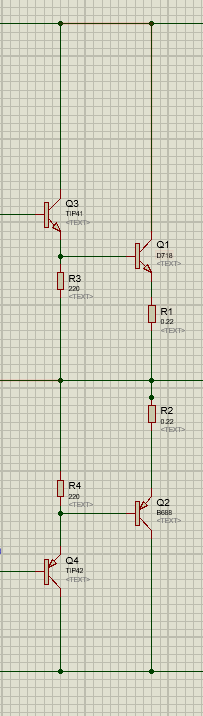 Q3
TIP41
<TEXT>
Q1
D718
<TEXT>
R3
220
<TEXT>
R1
0.22
<TEXT>
R2
0.22
<TEXT>
R4
220
<TEXT>
Q2
B688
<TEXT>
Q4
TIP42
<TEXT>